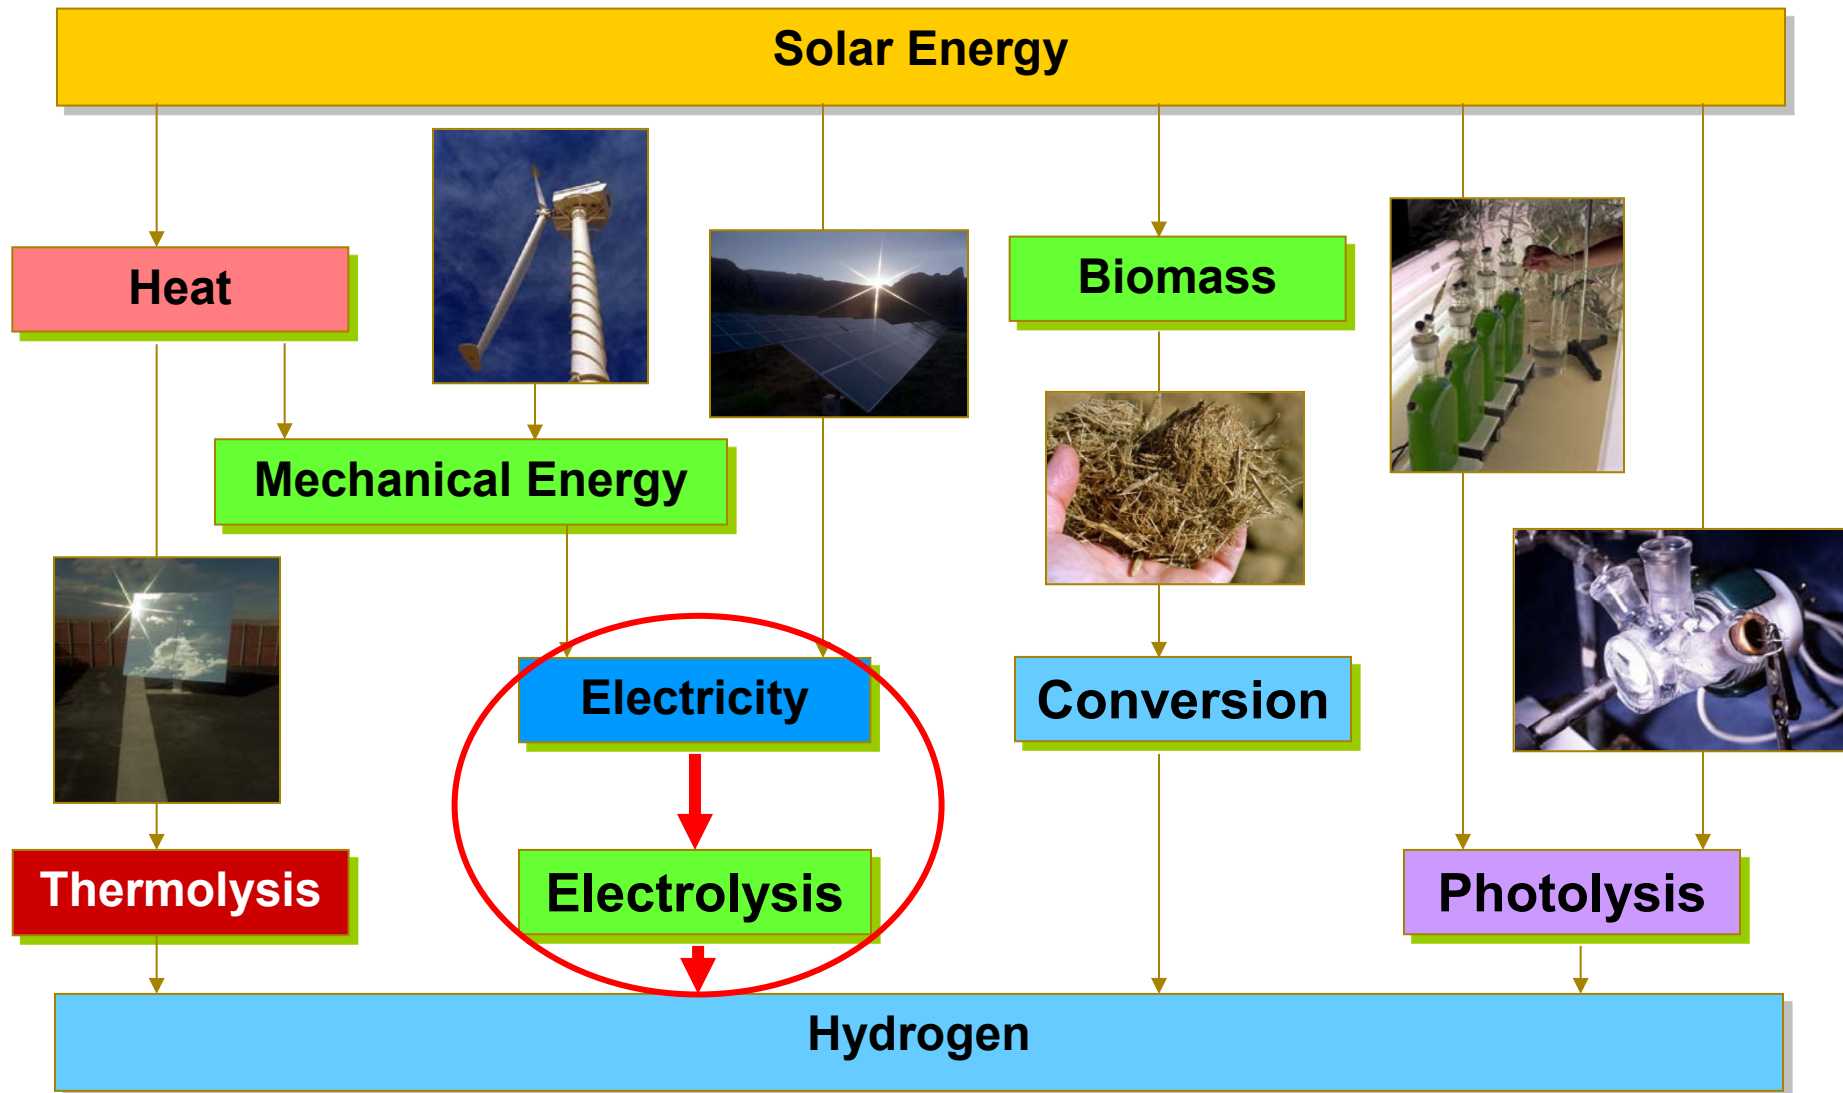 Solar Energy
Heat
Biomass
Mechanical Energy
Electricity
Conversion
Thermolysis
Electrolysis
Photolysis
Hydrogen